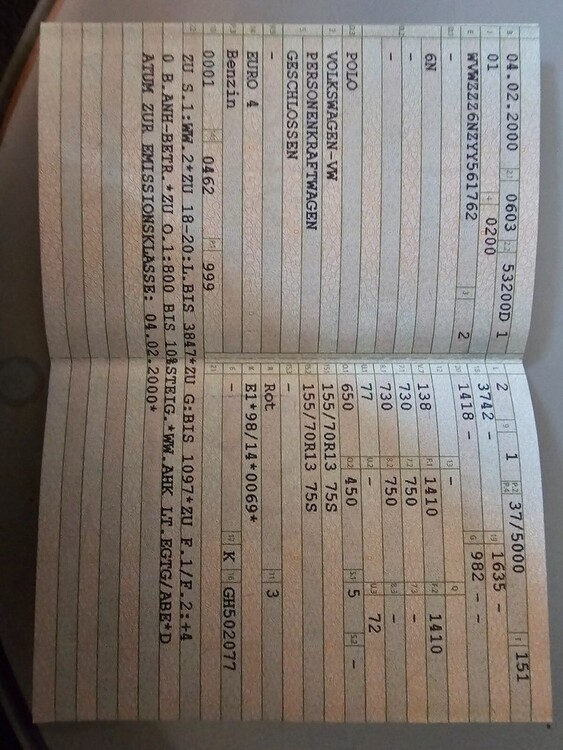 04.02.2000 0603 53200D 1
01 0200
WVWZZZ6NZYY561762 2
-
6N
-
-
POLO
-
VOLKSWAGEN-VW
PERSONENKRAFTWAGEN
GESCHLOSSEN
-
EURO 4
Benzin
0001 0462 999
2 1 37/5000 151
3742 - 1635 -
1418 - 982 - -
-
138 1410 1410
730 750 -
730 750 -
77 - 72
650 450 5 -
155/70R13 75S
155/70R13 75S
-
Rot 3
E1*98/14*0069*
- K GH502077
ZU S.1:WW.2*ZU 18-20:L.BIS 3847*ZU G:BIS 1097*ZU F.1/F.2:+4
0 B.ANH-BETR.*ZU O.1:800 BIS 10%STEIG.*WW.AHK LT.EGTG/ABE*D
ATUM ZUR EMISSIONSKLASSE: 04.02.2000*